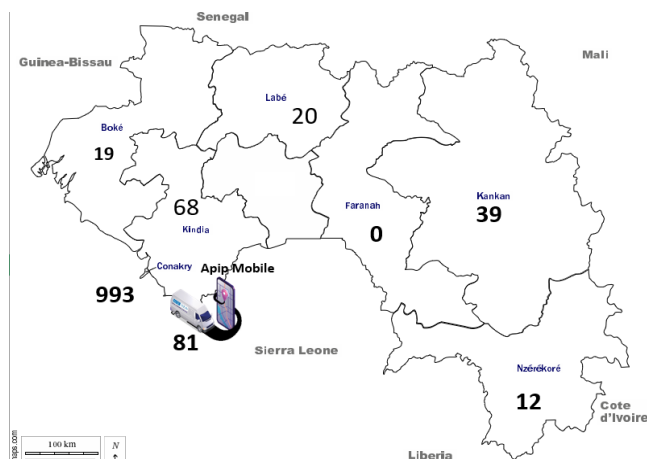 Senegal
Guinea-Bissau
Mali
Labé
20
Boké
19
68
Kindia
Faranah
0
Kankan
39
Conakry
Apip Mobile
993
81
Sierra Leone
Nzérékoré
12
Cote
d'Ivoire
Liberia
100 km
N